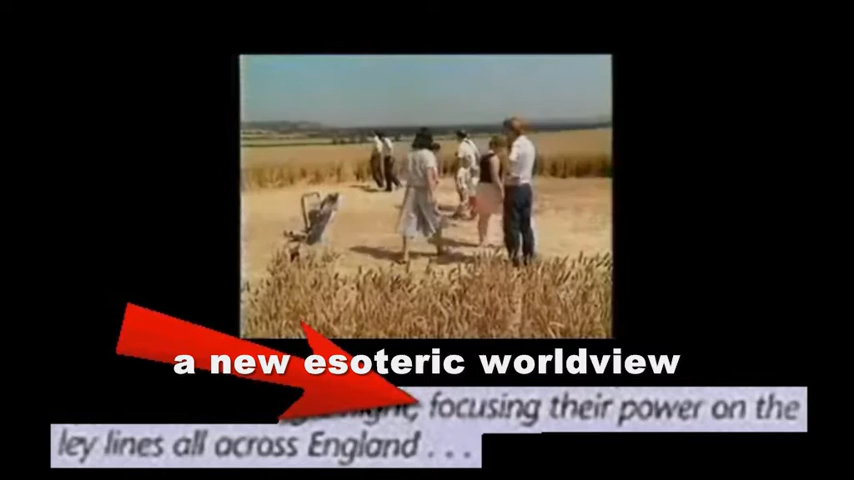 a new esoteric worldview
focusing their power on the
ley lines all across England . . .